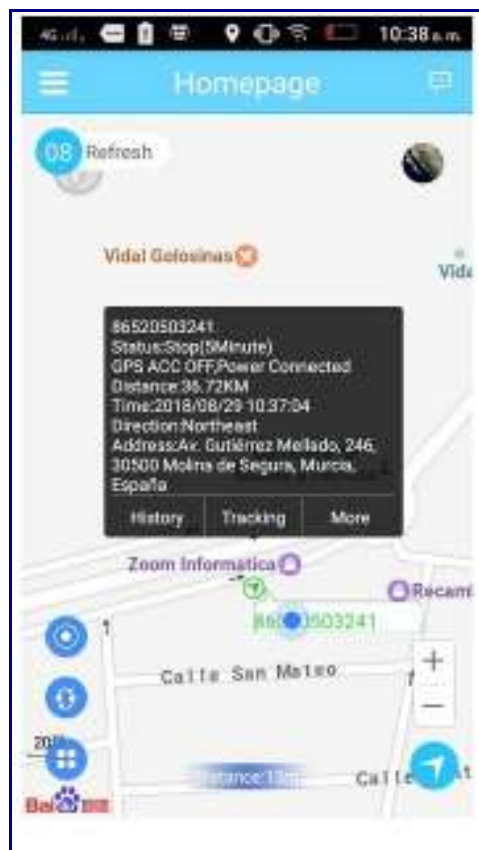 4G 10:38 a.m.
Homepage
08 Refresh
Vidal Golosinas
Vida
86520503241
Status:Stop(5Minute)
GPS ACC OFF,Power Connected
Distance:36.72KM
Time:2018/08/29 10:37:04
Direction:Northeast
Address:Av. Gutiérrez Mellado, 246,
30500 Molina de Segura, Murcia,
España
History Tracking More
Zoom Informatica
Recam
Calle San Mateo
+
−
Calle